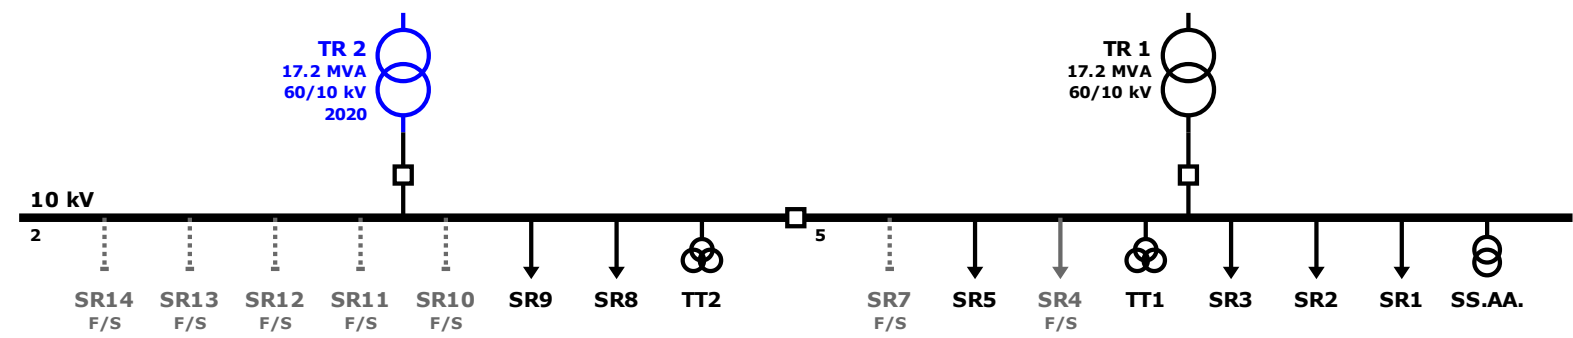 TR 2
17.2 MVA
60/10 kV
2020
TR 1
17.2 MVA
60/10 kV
10 kV
2
5
SR14
F/S
SR13
F/S
SR12
F/S
SR11
F/S
SR10
F/S
SR9
SR8
TT2
SR7
F/S
SR5
SR4
F/S
TT1
SR3
SR2
SR1
SS.AA.